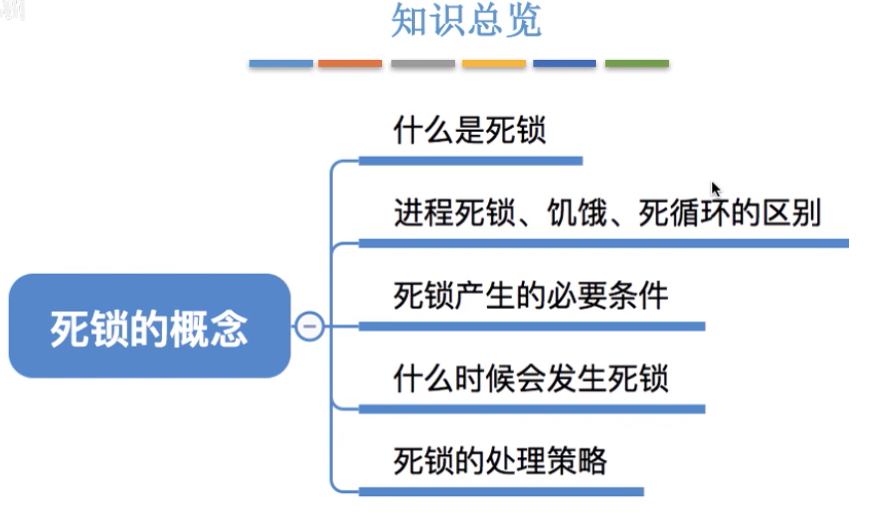 知识总览
什么是死锁
进程死锁、饥饿、死循环的区别
死锁的概念
死锁产生的必要条件
什么时候会发生死锁
死锁的处理策略